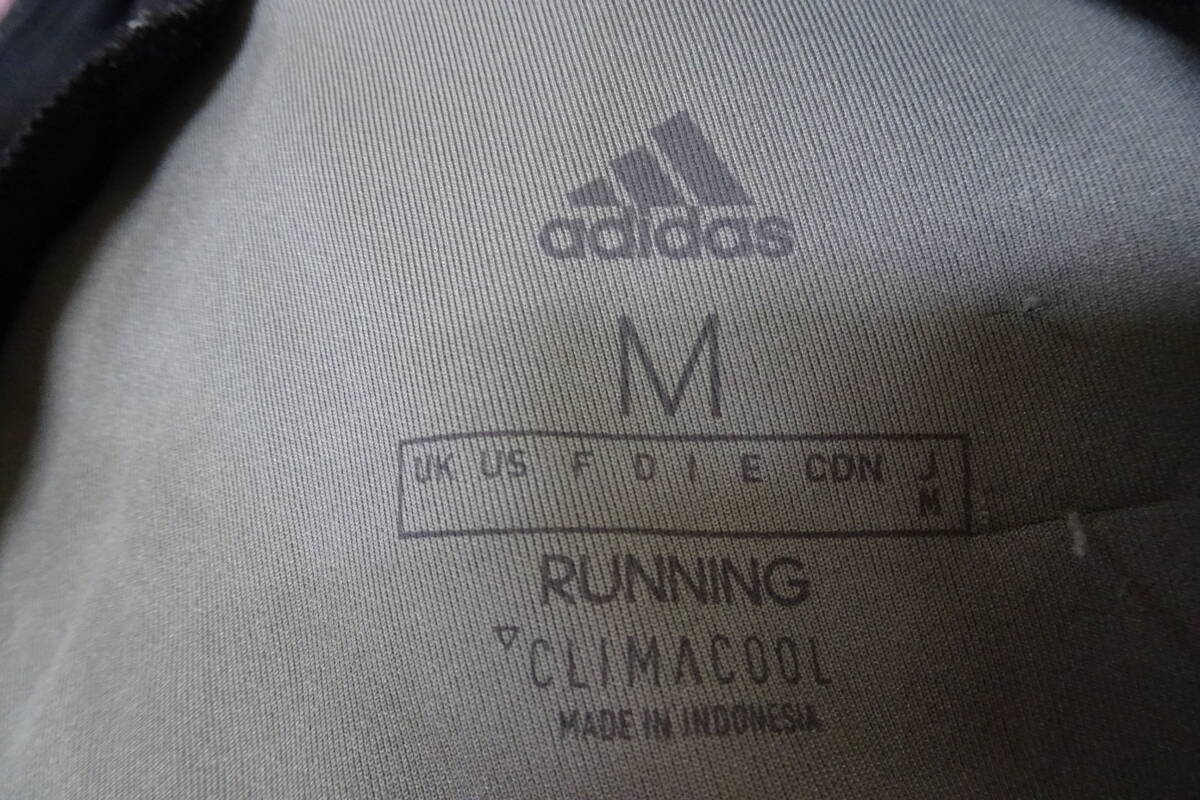 adidas
M
UK US F D I E CDN J
M
RUNNING
CLIMACOOL
MADE IN INDONESIA